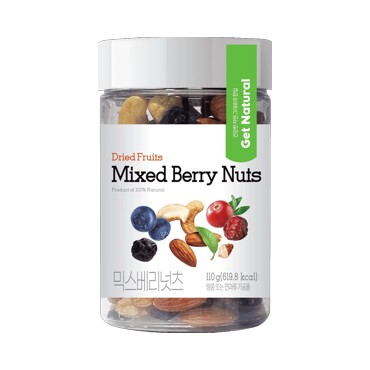 Get Natural
Dried Fruits
Mixed Berry Nuts
Product of 100% Natural
믹스베리넛츠
110g(619.8 kcal)